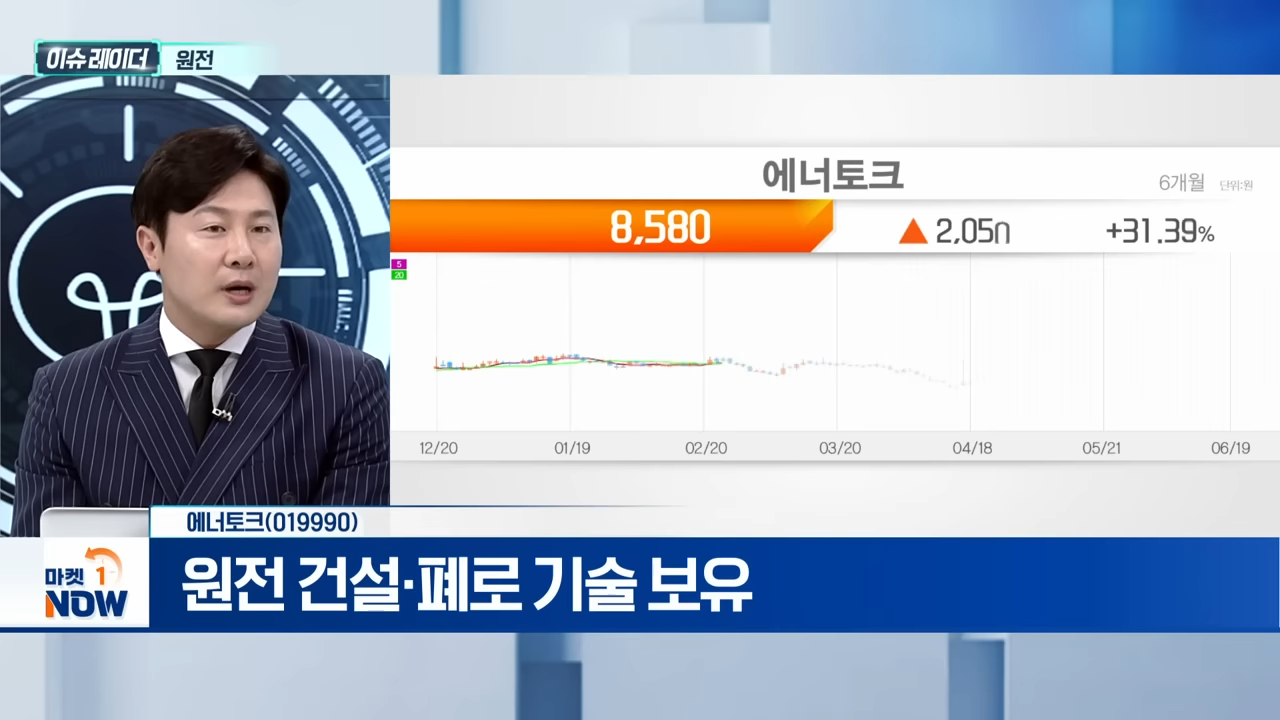 이슈 레이더 원전
에너토크
6개월 단위:원
8,580 ▲ 2,050 +31.39%
5
20
12/20 01/19 02/20 03/20 04/18 05/21 06/19
에너토크(019990)
마켓 1
NOW
원전 건설·폐로 기술 보유